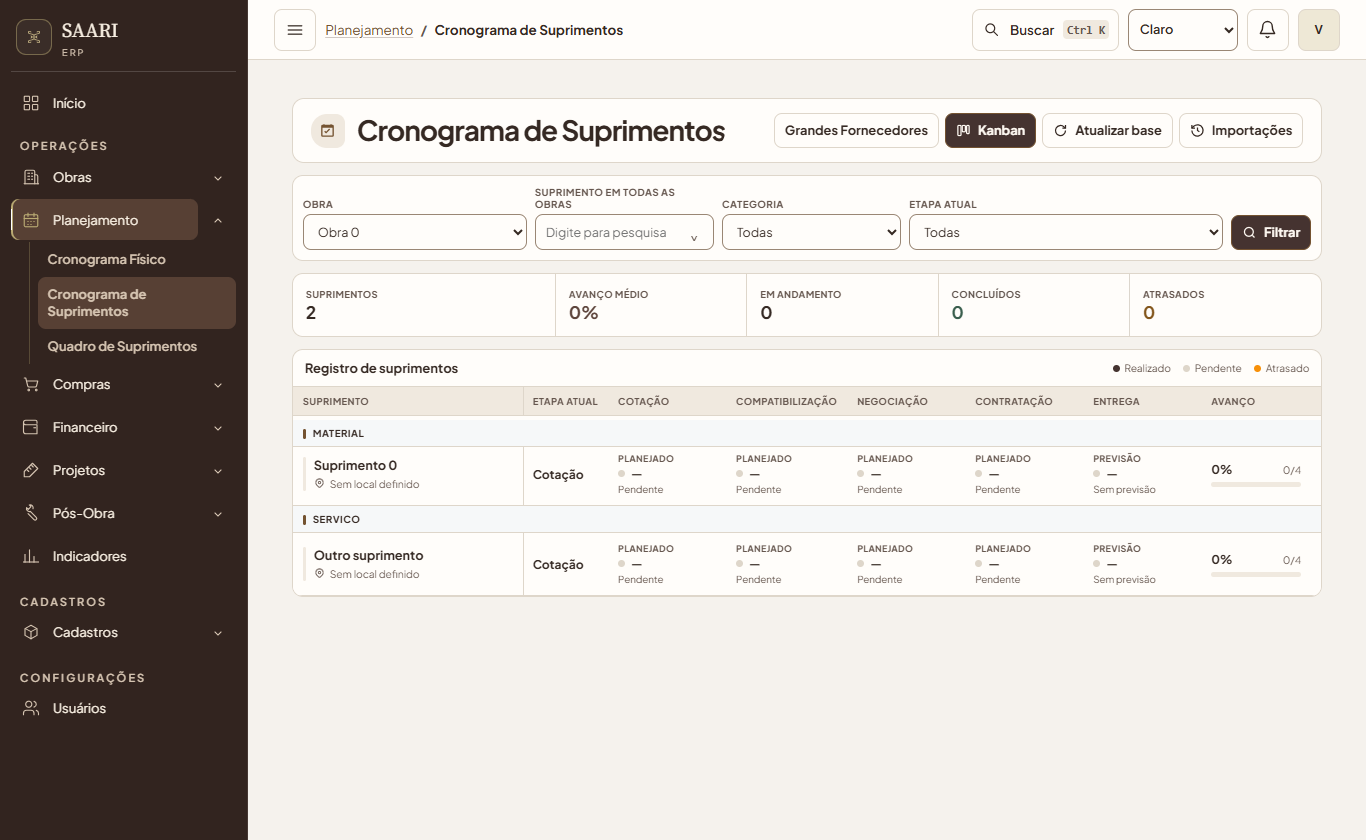 SAARI
ERP
Início
OPERAÇÕES
Obras
Planejamento
Cronograma Físico
Cronograma de
Suprimentos
Quadro de Suprimentos
Compras
Financeiro
Projetos
Pós-Obra
Indicadores
CADASTROS
Cadastros
CONFIGURAÇÕES
Usuários
Planejamento / Cronograma de Suprimentos
Buscar Ctrl K
Claro
V
Cronograma de Suprimentos
Grandes Fornecedores
Kanban
Atualizar base
Importações
OBRA
Obra 0
SUPRIMENTO EM TODAS AS
OBRAS
Digite para pesquisa
CATEGORIA
Todas
ETAPA ATUAL
Todas
Filtrar
SUPRIMENTOS
2
AVANÇO MÉDIO
0%
EM ANDAMENTO
0
CONCLUÍDOS
0
ATRASADOS
0
Registro de suprimentos
Realizado Pendente Atrasado
SUPRIMENTO ETAPA ATUAL COTAÇÃO COMPATIBILIZAÇÃO NEGOCIAÇÃO CONTRATAÇÃO ENTREGA AVANÇO
MATERIAL
Suprimento 0
Sem local definido
Cotação
PLANEJADO
—
Pendente
PLANEJADO
—
Pendente
PLANEJADO
—
Pendente
PLANEJADO
—
Pendente
PREVISÃO
—
Sem previsão
0% 0/4
SERVICO
Outro suprimento
Sem local definido
Cotação
PLANEJADO
—
Pendente
PLANEJADO
—
Pendente
PLANEJADO
—
Pendente
PLANEJADO
—
Pendente
PREVISÃO
—
Sem previsão
0% 0/4